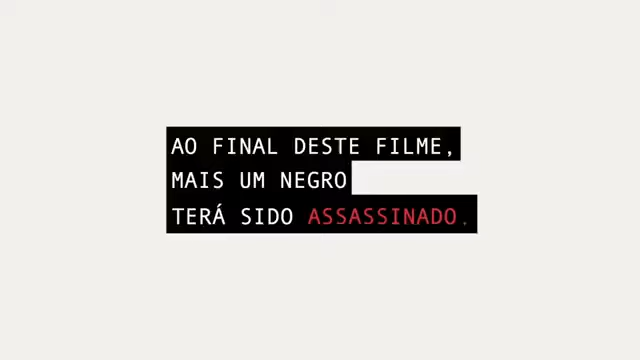 AO FINAL DESTE FILME,
MAIS UM NEGRO
TERÁ SIDO ASSASSINADO.